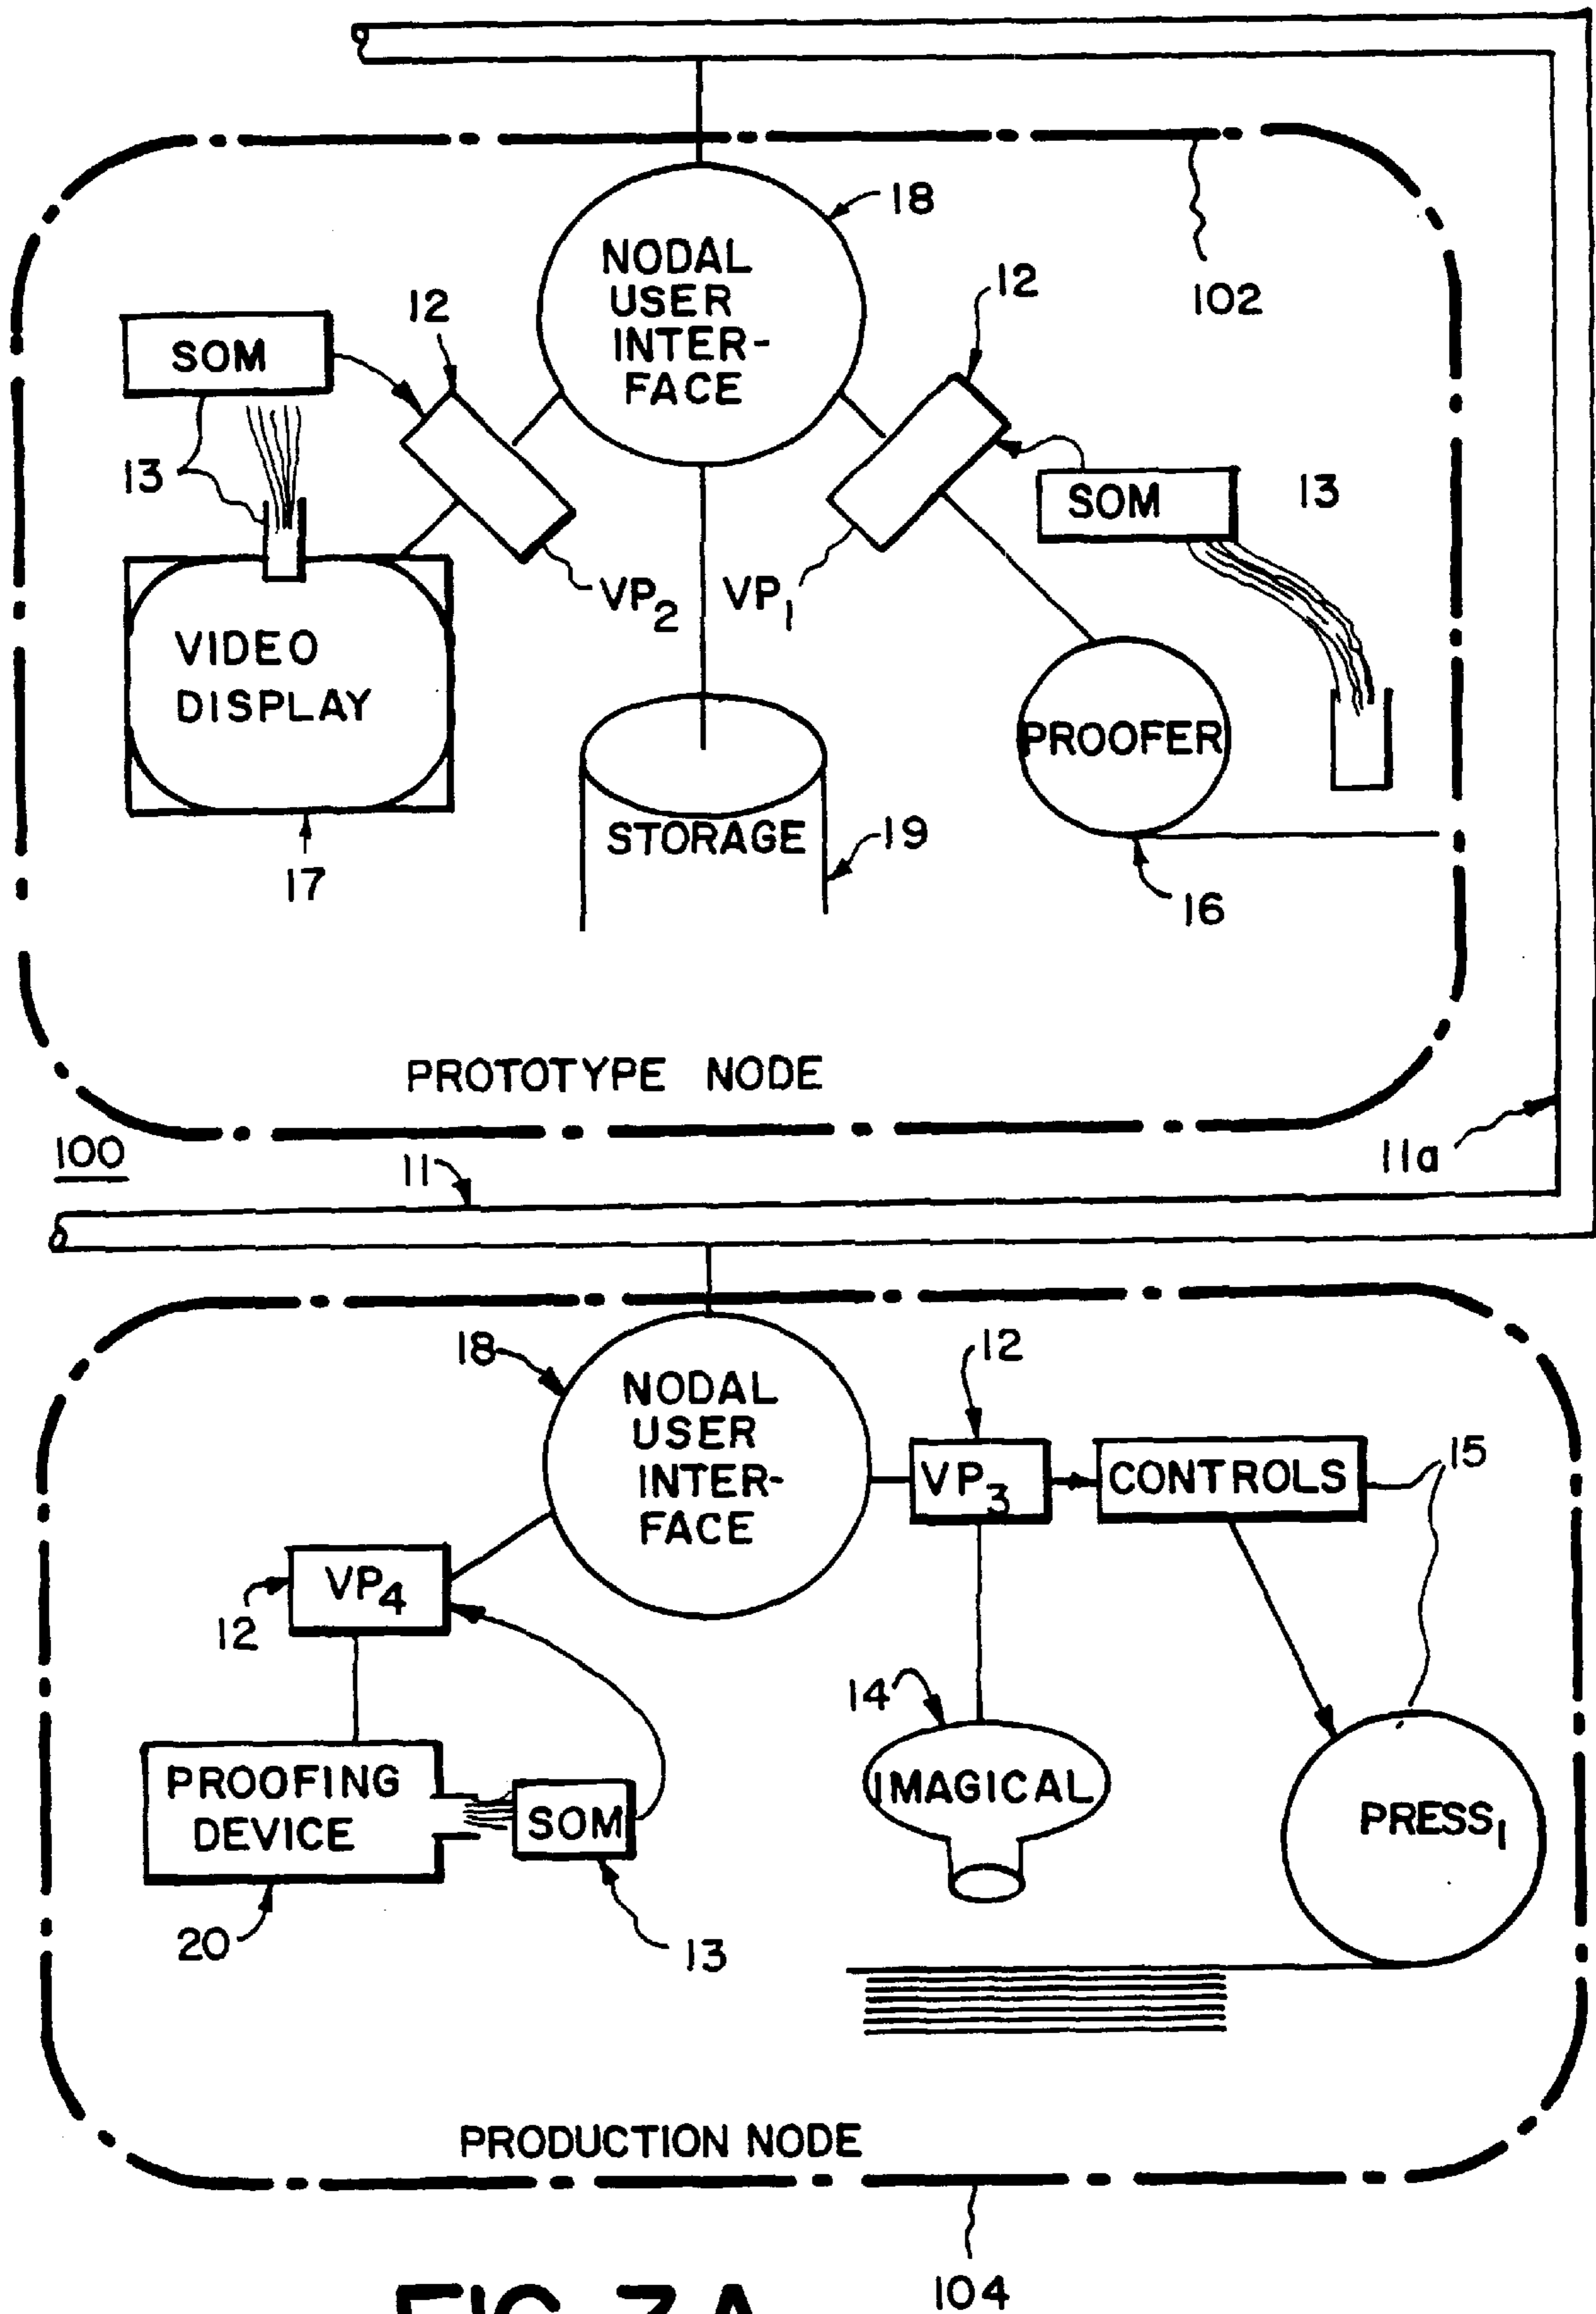 18
NODAL
USER
INTER-
FACE
12
12
102
SOM
13
SOM
13
VP2
VP1
VIDEO
DISPLAY
PROOFER
STORAGE
19
17
16
PROTOTYPE NODE
100
11
11a
18
NODAL
USER
INTER-
FACE
12
VP3
CONTROLS
15
VP4
12
14
PROOFING
DEVICE
SOM
IMAGICAL
PRESS1
20
13
PRODUCTION NODE
104